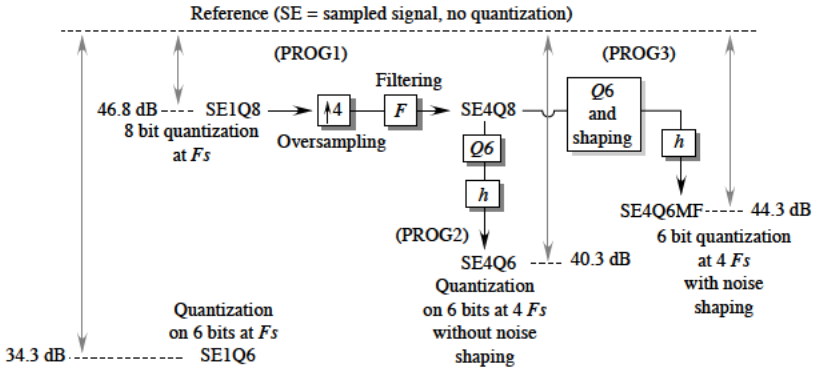 Reference (SE = sampled signal, no quantization)
(PROG1)
(PROG3)
Filtering
46.8 dB
SE1Q8
↑4
F
SE4Q8
Q6
and
shaping
8 bit quantization
at Fs
Oversampling
Q6
h
h
(PROG2)
SE4Q6MF
44.3 dB
6 bit quantization
at 4 Fs
with noise
shaping
SE4Q6
40.3 dB
Quantization
on 6 bits at 4 Fs
without noise
shaping
Quantization
on 6 bits at Fs
34.3 dB
SE1Q6